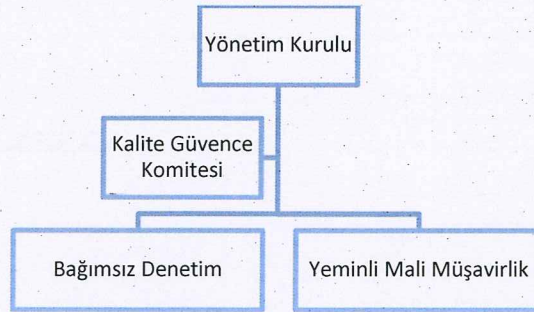 Yönetim Kurulu
Kalite Güvence
Komitesi
Bağımsız Denetim
Yeminli Mali Müşavirlik